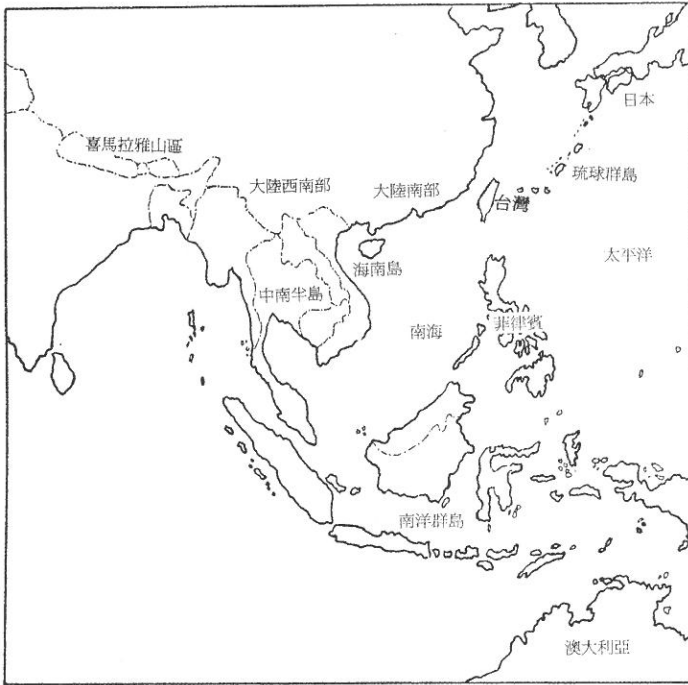 日本
喜馬拉雅山區
琉球群島
大陸西南部
大陸南部
台灣
太平洋
海南島
中南半島
南海
菲律賓
南洋群島
澳大利亞